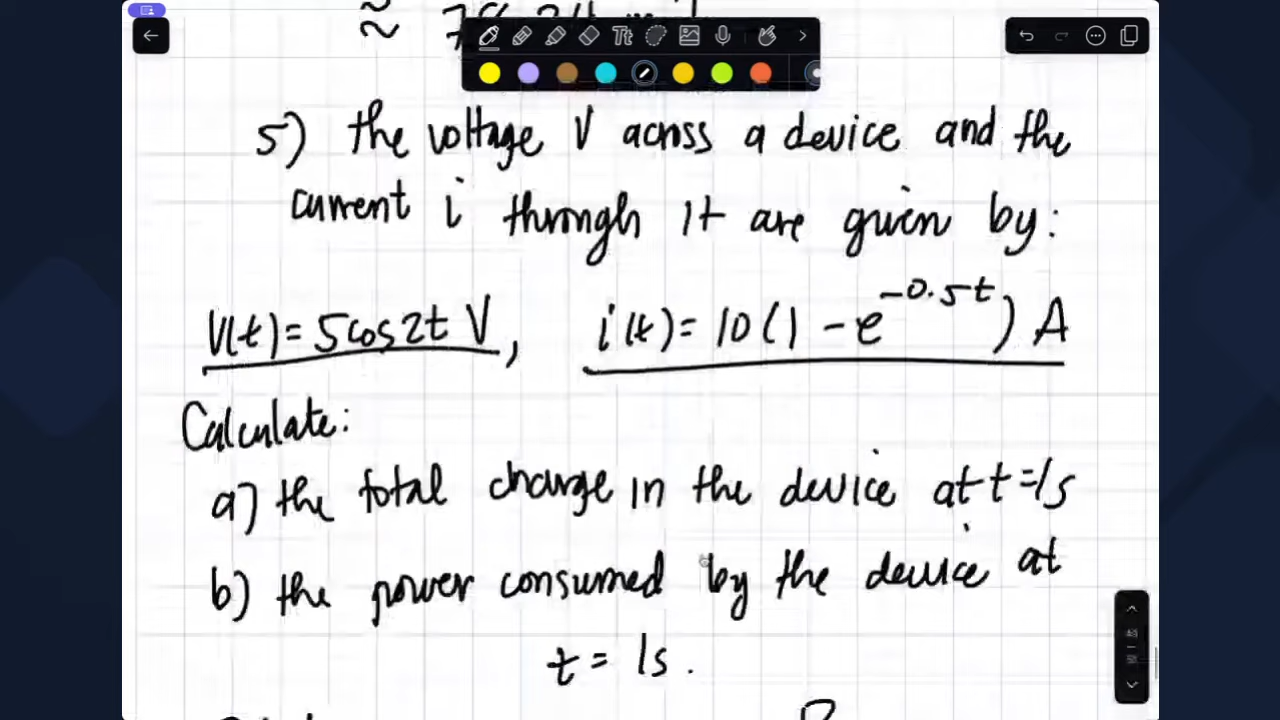 5) the voltage V across a device and the
current i through it are given by:
V(t)= 5cos2t V, i(t)= 10(1 - e^-0.5t) A
Calculate:
a) the total charge in the device at t=1s
b) the power consumed by the device at
t = 1s.